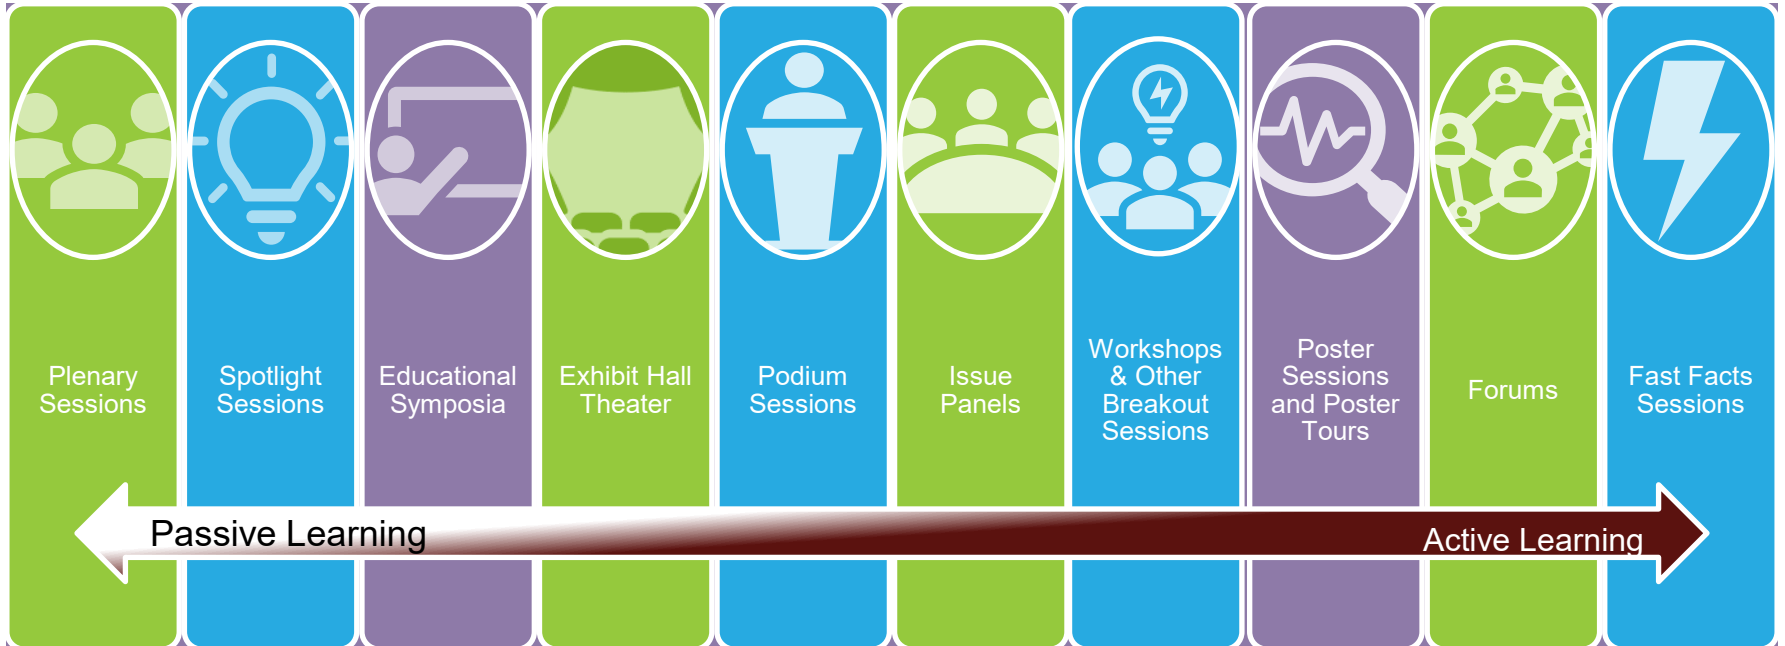 Plenary
Sessions
Spotlight
Sessions
Educational
Symposia
Exhibit Hall
Theater
Podium
Sessions
Issue
Panels
Workshops
& Other
Breakout
Sessions
Poster
Sessions
and Poster
Tours
Forums
Fast Facts
Sessions
Passive Learning
Active Learning